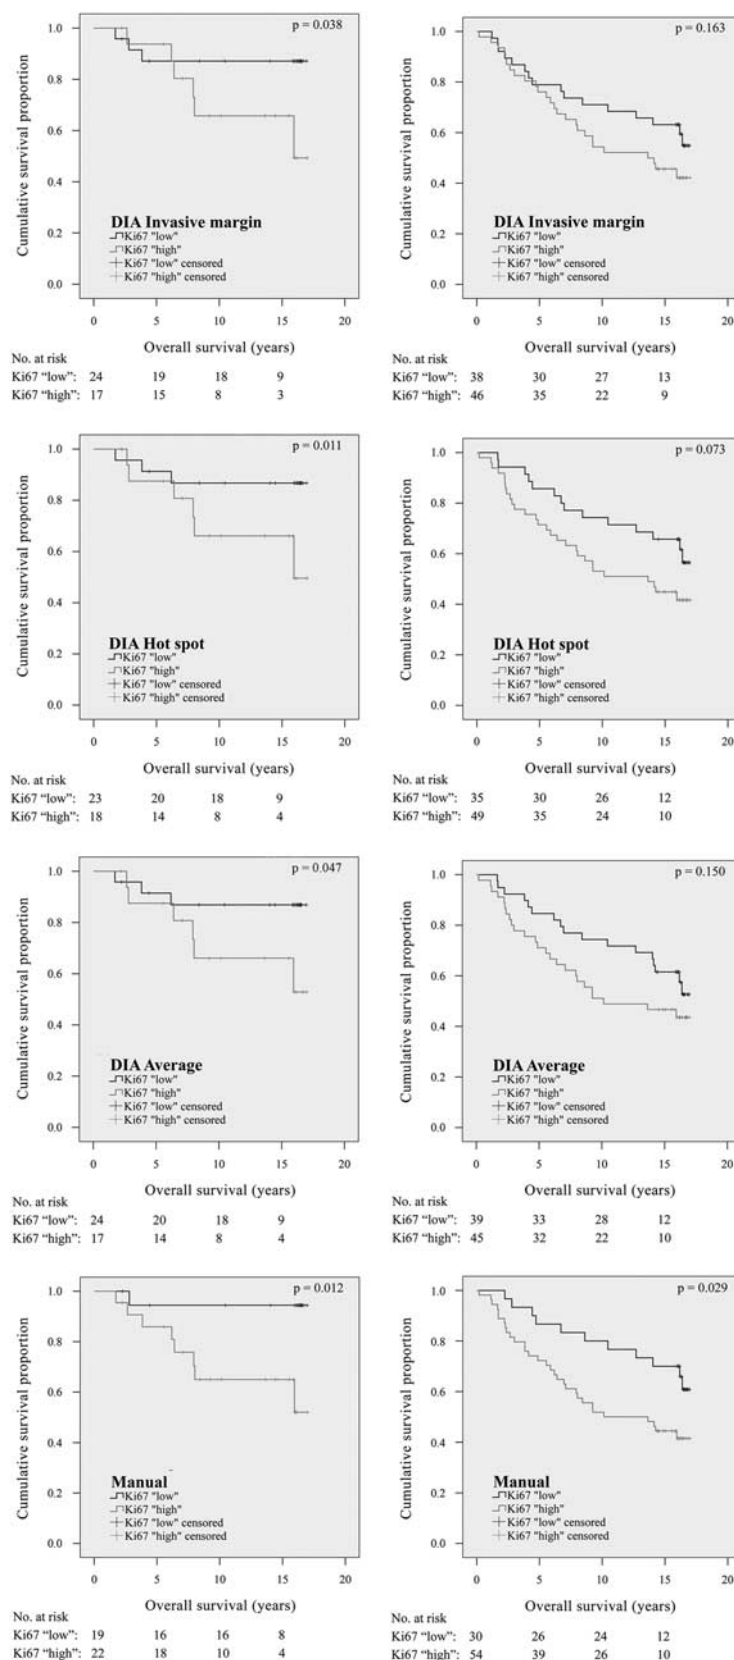 p = 0.038
Cumulative survival proportion
1.0
0.8
0.6
0.4
0.2
0.0
DIA Invasive margin
Ki67 "low"
Ki67 "high"
Ki67 "low" censored
Ki67 "high" censored
0 5 10 15 20
Overall survival (years)
No. at risk
Ki67 “low”: 24 19 18 9
Ki67 “high”: 17 15 8 3
p = 0.163
Cumulative survival proportion
1.0
0.8
0.6
0.4
0.2
0.0
DIA Invasive margin
Ki67 "low"
Ki67 "high"
Ki67 "low" censored
Ki67 "high" censored
0 5 10 15 20
Overall survival (years)
No. at risk
Ki67 “low”: 38 30 27 13
Ki67 “high”: 46 35 22 9
p = 0.011
Cumulative survival proportion
1.0
0.8
0.6
0.4
0.2
0.0
DIA Hot spot
Ki67 "low"
Ki67 "high"
Ki67 "low" censored
Ki67 "high" censored
0 5 10 15 20
Overall survival (years)
No. at risk
Ki67 “low”: 23 20 18 9
Ki67 “high”: 18 14 8 4
p = 0.073
Cumulative survival proportion
1.0
0.8
0.6
0.4
0.2
0.0
DIA Hot spot
Ki67 "low"
Ki67 "high"
Ki67 "low" censored
Ki67 "high" censored
0 5 10 15 20
Overall survival (years)
No. at risk
Ki67 “low”: 35 30 26 12
Ki67 “high”: 49 35 24 10
p = 0.047
Cumulative survival proportion
1.0
0.8
0.6
0.4
0.2
0.0
DIA Average
Ki67 "low"
Ki67 "high"
Ki67 "low" censored
Ki67 "high" censored
0 5 10 15 20
Overall survival (years)
No. at risk
Ki67 “low”: 24 20 18 9
Ki67 “high”: 17 14 8 4
p = 0.150
Cumulative survival proportion
1.0
0.8
0.6
0.4
0.2
0.0
DIA Average
Ki67 "low"
Ki67 "high"
Ki67 "low" censored
Ki67 "high" censored
0 5 10 15 20
Overall survival (years)
No. at risk
Ki67 “low”: 39 33 28 12
Ki67 “high”: 45 32 22 10
p = 0.012
Cumulative survival proportion
1.0
0.8
0.6
0.4
0.2
0.0
Manual
Ki67 "low"
Ki67 "high"
Ki67 "low" censored
Ki67 "high" censored
0 5 10 15 20
Overall survival (years)
No. at risk
Ki67 “low”: 19 16 16 8
Ki67 “high”: 22 18 10 4
p = 0.029
Cumulative survival proportion
1.0
0.8
0.6
0.4
0.2
0.0
Manual
Ki67 "low"
Ki67 "high"
Ki67 "low" censored
Ki67 "high" censored
0 5 10 15 20
Overall survival (years)
No. at risk
Ki67 “low”: 30 26 24 12
Ki67 “high”: 54 39 26 10